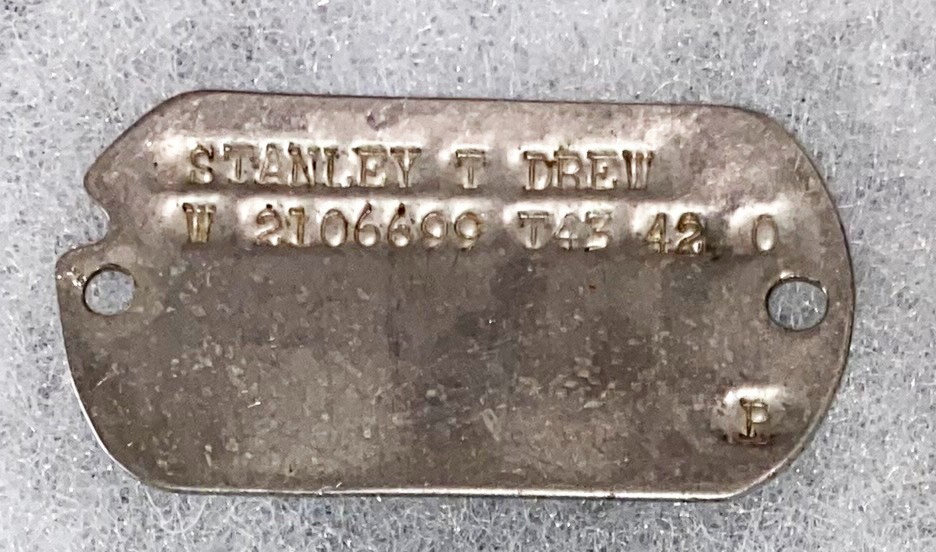 STANLEY T DREW
W 2106699 T43 42 O
P